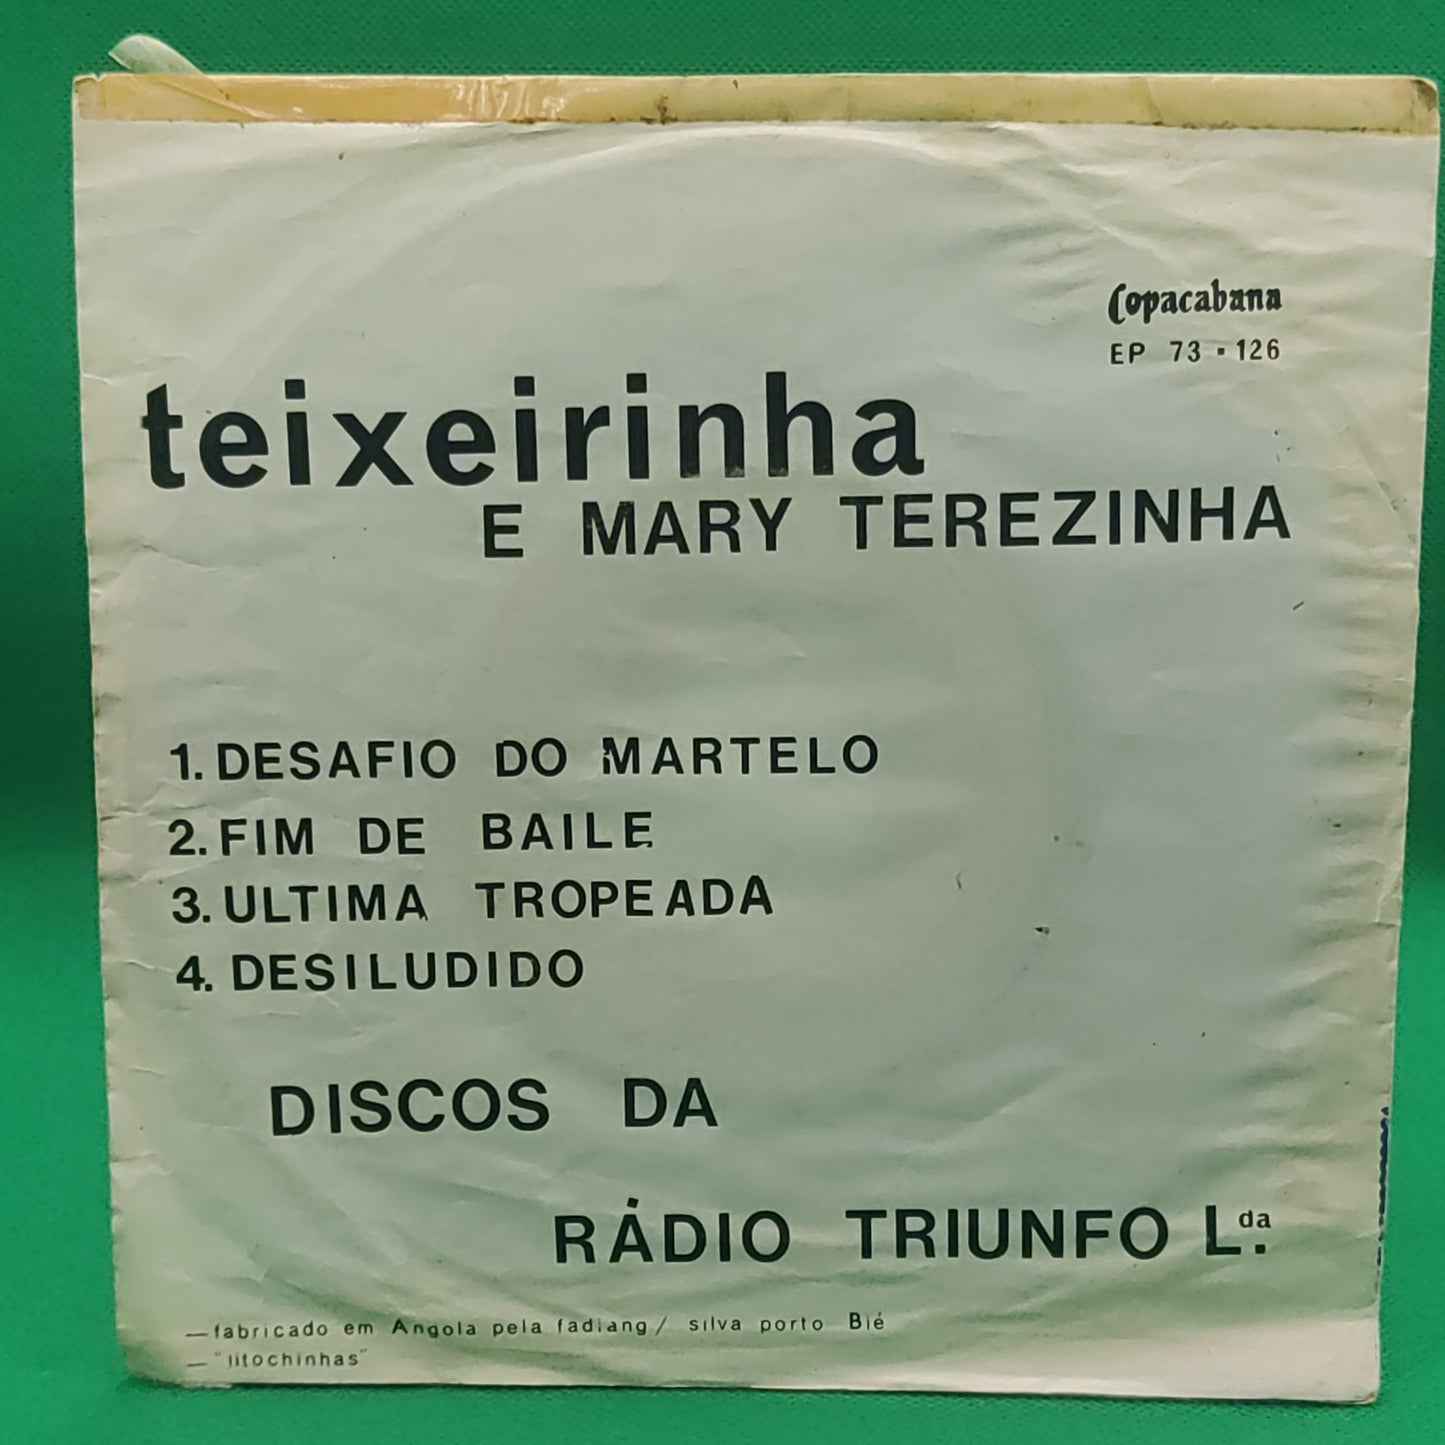 Copacabana
EP 73 ▪ 126
teixeirinha
E MARY TEREZINHA
1. DESAFIO DO MARTELO
2. FIM DE BAILE
3. ULTIMA TROPEADA
4. DESILUDIDO
DISCOS DA
RÁDIO TRIUNFO Lda.
— fabricado em Angola pela fadiang / silva porto Bié
— "litochinhas"